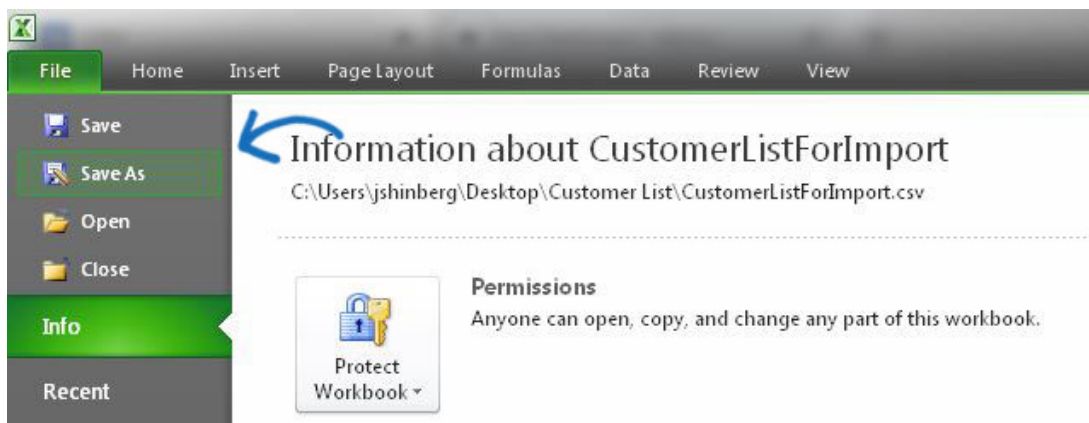 File Home Insert Page Layout Formulas Data Review View
Save
Save As
Open
Close
Info
Recent
Information about CustomerListForImport
C:\Users\jshinberg\Desktop\Customer List\CustomerListForImport.csv
Protect
Workbook
Permissions
Anyone can open, copy, and change any part of this workbook.